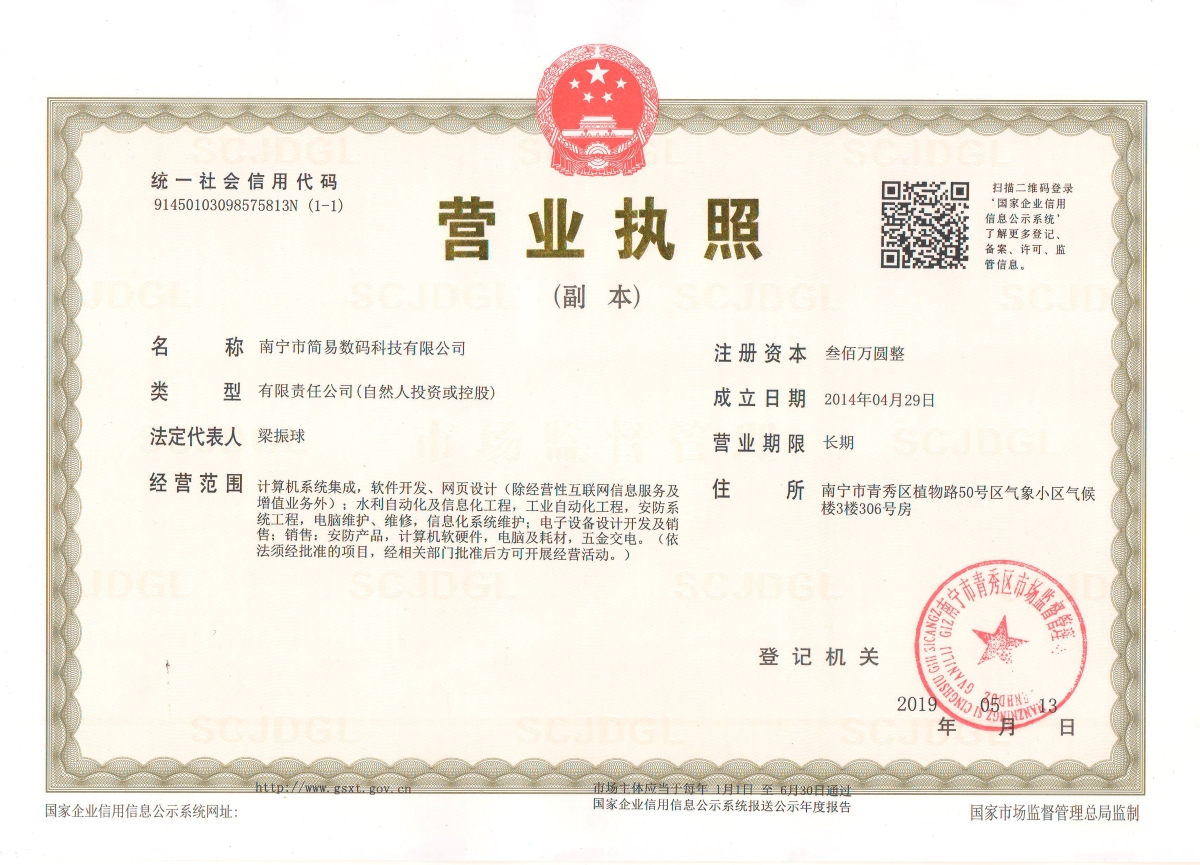 统一社会信用代码
91450103098575813N (1-1)
营业执照
(副 本)
扫描二维码登录
‘国家企业信用
信息公示系统’
了解更多登记、
备案、许可、监
管信息。
名 称 南宁市简易数码科技有限公司
类 型 有限责任公司(自然人投资或控股)
法定代表人 梁振球
经营范围 计算机系统集成，软件开发、网页设计（除经营性互联网信息服务及
增值业务外）；水利自动化及信息化工程，工业自动化工程，安防系
统工程，电脑维护、维修，信息化系统维护；电子设备设计开发及销
售；销售：安防产品，计算机软硬件，电脑及耗材，五金交电。（依
法须经批准的项目，经相关部门批准后方可开展经营活动。）
注册资本 叁佰万圆整
成立日期 2014年04月29日
营业期限 长期
住 所 南宁市青秀区植物路50号区气象小区气候
楼3楼306号房
登记机关
南宁市青秀区市场监督管理
2019 05 13
年 月 日
http://www.gsxt.gov.cn
国家企业信用信息公示系统网址：
市场主体应当于每年 1月1日 至 6月30日通过
国家企业信用信息公示系统报送公示年度报告
国家市场监督管理总局监制
SCJDGL
市场监督管理